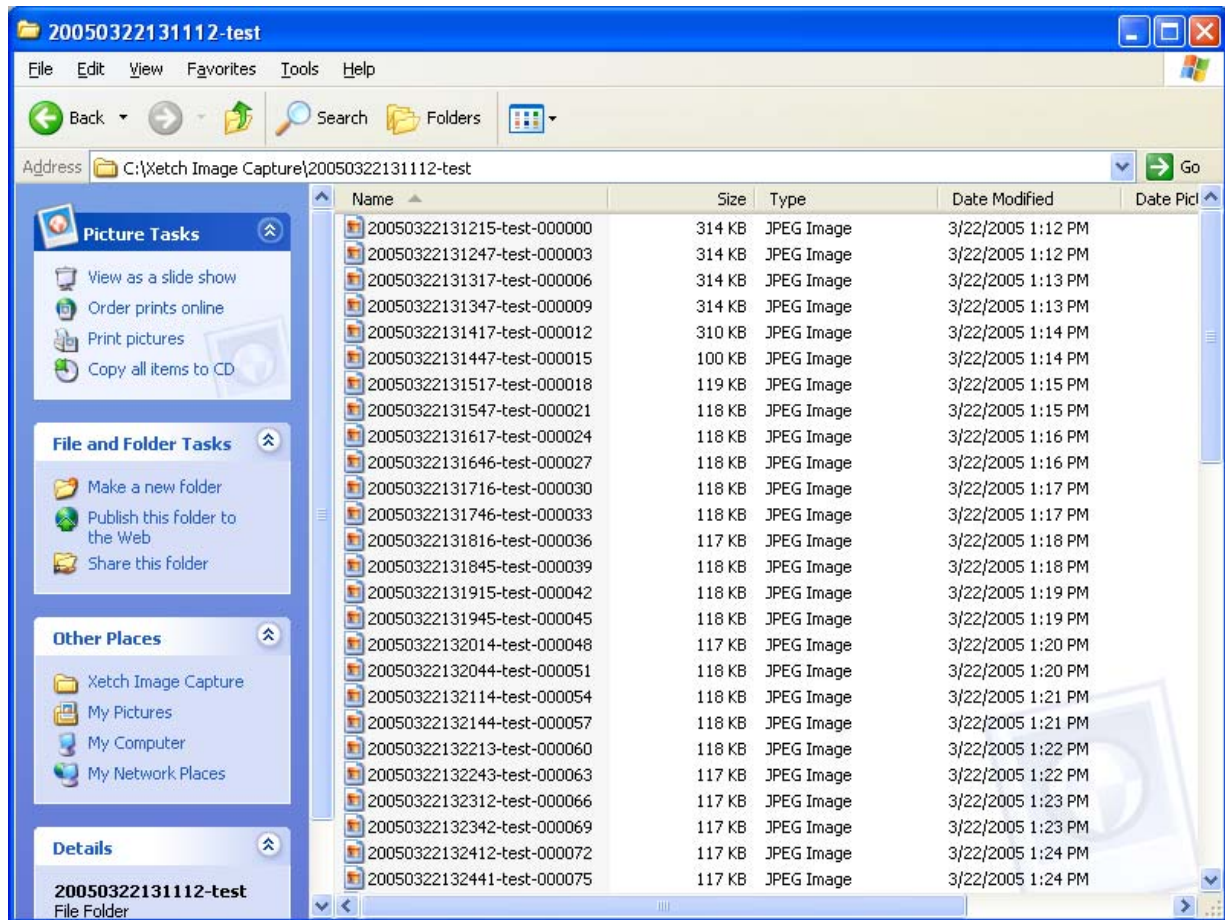 20050322131112-test
File Edit View Favorites Tools Help
Back Search Folders
Address C:\Xetch Image Capture\20050322131112-test Go
Picture Tasks
View as a slide show
Order prints online
Print pictures
Copy all items to CD
File and Folder Tasks
Make a new folder
Publish this folder to
the Web
Share this folder
Other Places
Xetch Image Capture
My Pictures
My Computer
My Network Places
Details
20050322131112-test
File Folder
Name Size Type Date Modified Date Pict
20050322131215-test-000000 314 KB JPEG Image 3/22/2005 1:12 PM
20050322131247-test-000003 314 KB JPEG Image 3/22/2005 1:12 PM
20050322131317-test-000006 314 KB JPEG Image 3/22/2005 1:13 PM
20050322131347-test-000009 314 KB JPEG Image 3/22/2005 1:13 PM
20050322131417-test-000012 310 KB JPEG Image 3/22/2005 1:14 PM
20050322131447-test-000015 100 KB JPEG Image 3/22/2005 1:14 PM
20050322131517-test-000018 119 KB JPEG Image 3/22/2005 1:15 PM
20050322131547-test-000021 118 KB JPEG Image 3/22/2005 1:15 PM
20050322131617-test-000024 118 KB JPEG Image 3/22/2005 1:16 PM
20050322131646-test-000027 118 KB JPEG Image 3/22/2005 1:16 PM
20050322131716-test-000030 118 KB JPEG Image 3/22/2005 1:17 PM
20050322131746-test-000033 118 KB JPEG Image 3/22/2005 1:17 PM
20050322131816-test-000036 117 KB JPEG Image 3/22/2005 1:18 PM
20050322131845-test-000039 118 KB JPEG Image 3/22/2005 1:18 PM
20050322131915-test-000042 118 KB JPEG Image 3/22/2005 1:19 PM
20050322131945-test-000045 118 KB JPEG Image 3/22/2005 1:19 PM
20050322132014-test-000048 117 KB JPEG Image 3/22/2005 1:20 PM
20050322132044-test-000051 118 KB JPEG Image 3/22/2005 1:20 PM
20050322132114-test-000054 118 KB JPEG Image 3/22/2005 1:21 PM
20050322132144-test-000057 118 KB JPEG Image 3/22/2005 1:21 PM
20050322132213-test-000060 118 KB JPEG Image 3/22/2005 1:22 PM
20050322132243-test-000063 117 KB JPEG Image 3/22/2005 1:22 PM
20050322132312-test-000066 117 KB JPEG Image 3/22/2005 1:23 PM
20050322132342-test-000069 117 KB JPEG Image 3/22/2005 1:23 PM
20050322132412-test-000072 117 KB JPEG Image 3/22/2005 1:24 PM
20050322132441-test-000075 117 KB JPEG Image 3/22/2005 1:24 PM